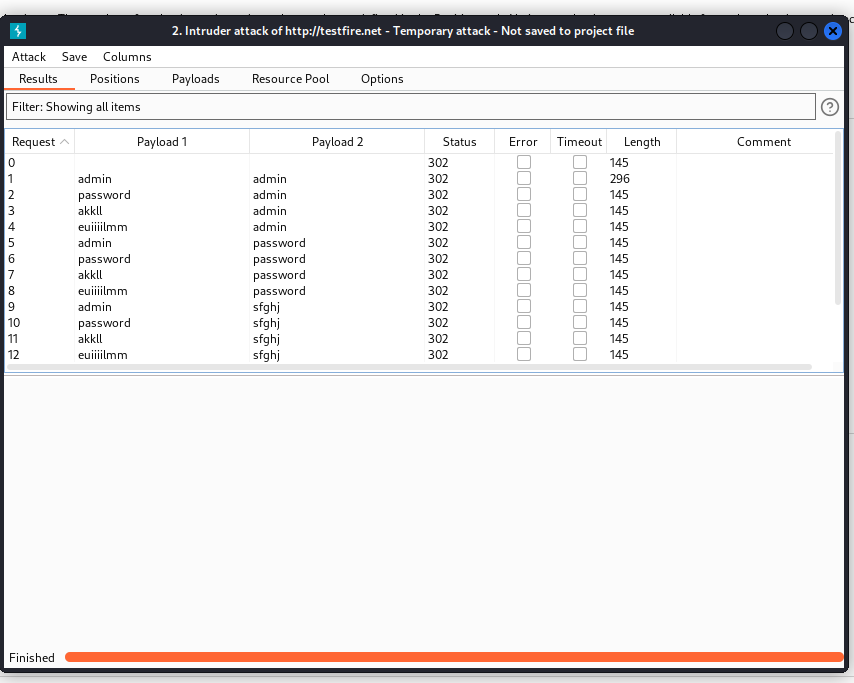 2. Intruder attack of http://testfire.net - Temporary attack - Not saved to project file
Attack Save Columns
Results Positions Payloads Resource Pool Options
Filter: Showing all items
?
Request Payload 1 Payload 2 Status Error Timeout Length Comment
0 302 145
1 admin admin 302 296
2 password admin 302 145
3 akkll admin 302 145
4 euiiiilmm admin 302 145
5 admin password 302 145
6 password password 302 145
7 akkll password 302 145
8 euiiiilmm password 302 145
9 admin sfghj 302 145
10 password sfghj 302 145
11 akkll sfghj 302 145
12 euiiiilmm sfghj 302 145
Finished